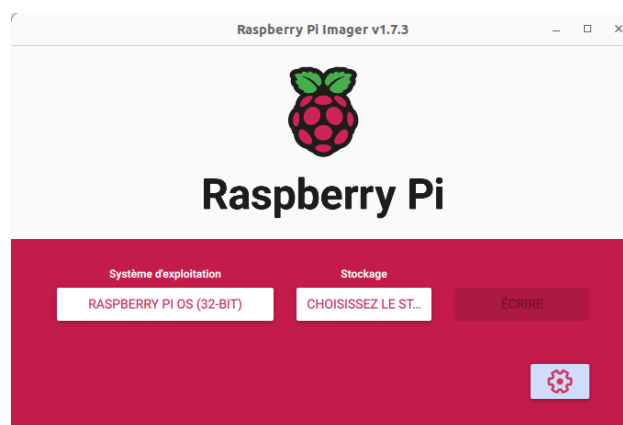 Raspberry Pi Imager v1.7.3
Raspberry Pi
Système d'exploitation
Stockage
RASPBERRY PI OS (32-BIT)
CHOISISSEZ LE ST...
ÉCRIRE